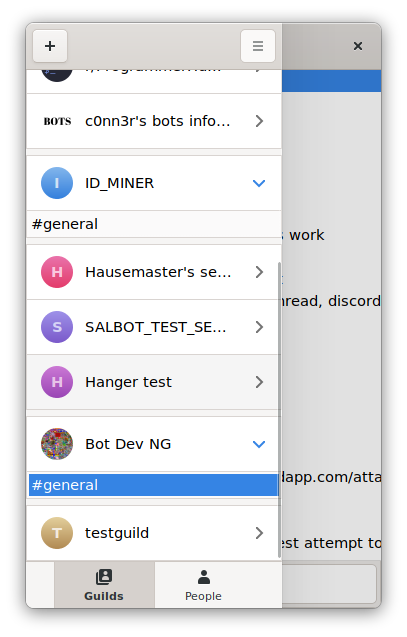 BOTS
c0nn3r's bots info...
I
ID_MINER
#general
work
H
Hausemaster's se...
hread, discord
S
SALBOT_TEST_SE...
H
Hanger test
Bot Dev NG
dapp.com/atta
#general
T
testguild
est attempt to
Guilds
People